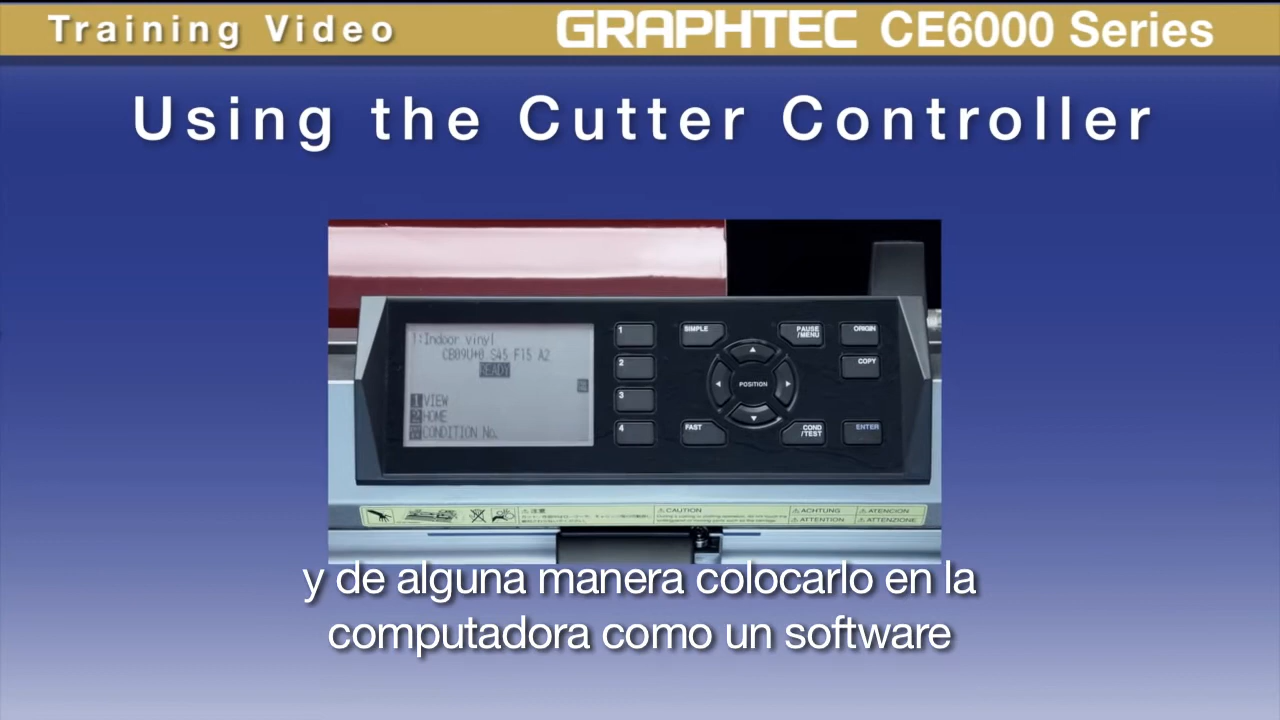 Training Video
GRAPHTEC CE6000 Series
Using the Cutter Controller
1:Indoor vinyl
CB09U+0 S45 F15 A2
READY
1 VIEW
2 HOME
CONDITION No.
1
2
3
4
SIMPLE
FAST
POSITION
PAUSE
/MENU
COND
/TEST
ORIGIN
COPY
ENTER
注意
CAUTION
ACHTUNG
ATTENTION
ATENCION
ATTENZIONE
y de alguna manera colocarlo en la
computadora como un software